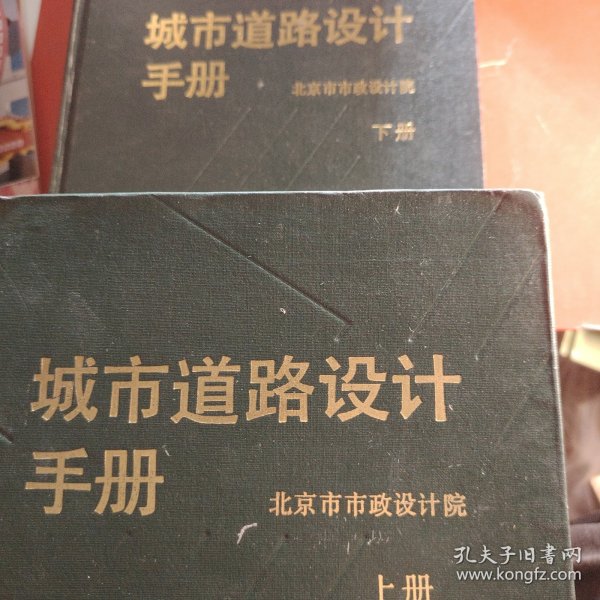 城市道路设计
手册
北京市市政设计院
下册
城市道路设计
手册
北京市市政设计院
上册
孔夫子旧书网
www.kongfz.com